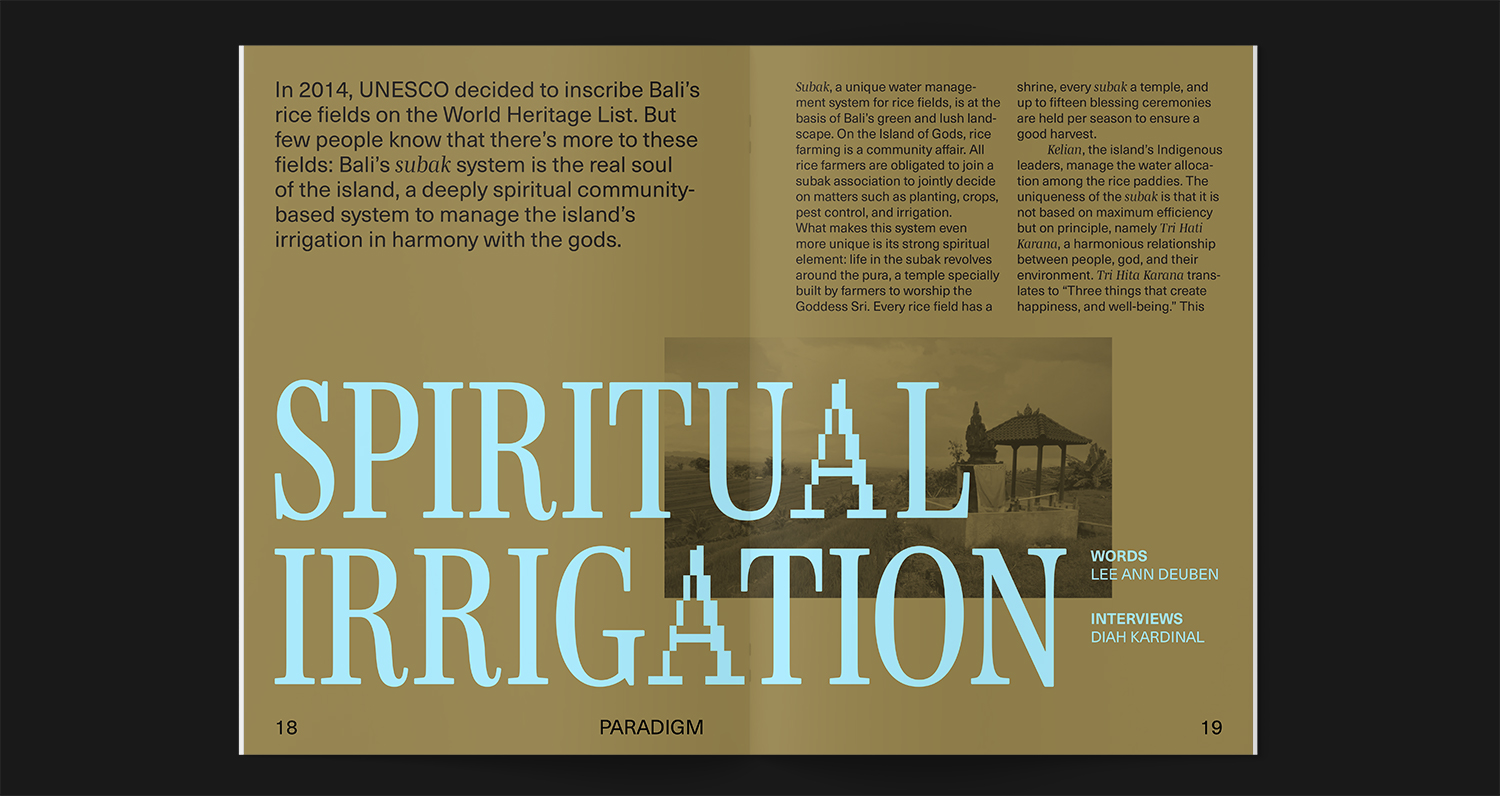 In 2014, UNESCO decided to inscribe Bali’s
rice fields on the World Heritage List. But
few people know that there’s more to these
fields: Bali’s subak system is the real soul
of the island, a deeply spiritual community-
based system to manage the island’s
irrigation in harmony with the gods.
Subak, a unique water manage-
ment system for rice fields, is at the
basis of Bali’s green and lush land-
scape. On the Island of Gods, rice
farming is a community affair. All
rice farmers are obligated to join a
subak association to jointly decide
on matters such as planting, crops,
pest control, and irrigation.
What makes this system even
more unique is its strong spiritual
element: life in the subak revolves
around the pura, a temple specially
built by farmers to worship the
Goddess Sri. Every rice field has a
shrine, every subak a temple, and
up to fifteen blessing ceremonies
are held per season to ensure a
good harvest.
Kelian, the island’s Indigenous
leaders, manage the water alloca-
tion among the rice paddies. The
uniqueness of the subak is that it is
not based on maximum efficiency
but on principle, namely Tri Hati
Karana, a harmonious relationship
between people, god, and their
environment. Tri Hita Karana trans-
lates to “Three things that create
happiness, and well-being.” This
SPIRITUAL
IRRIGATION
WORDS
LEE ANN DEUBEN
INTERVIEWS
DIAH KARDINAL
18
PARADIGM
19